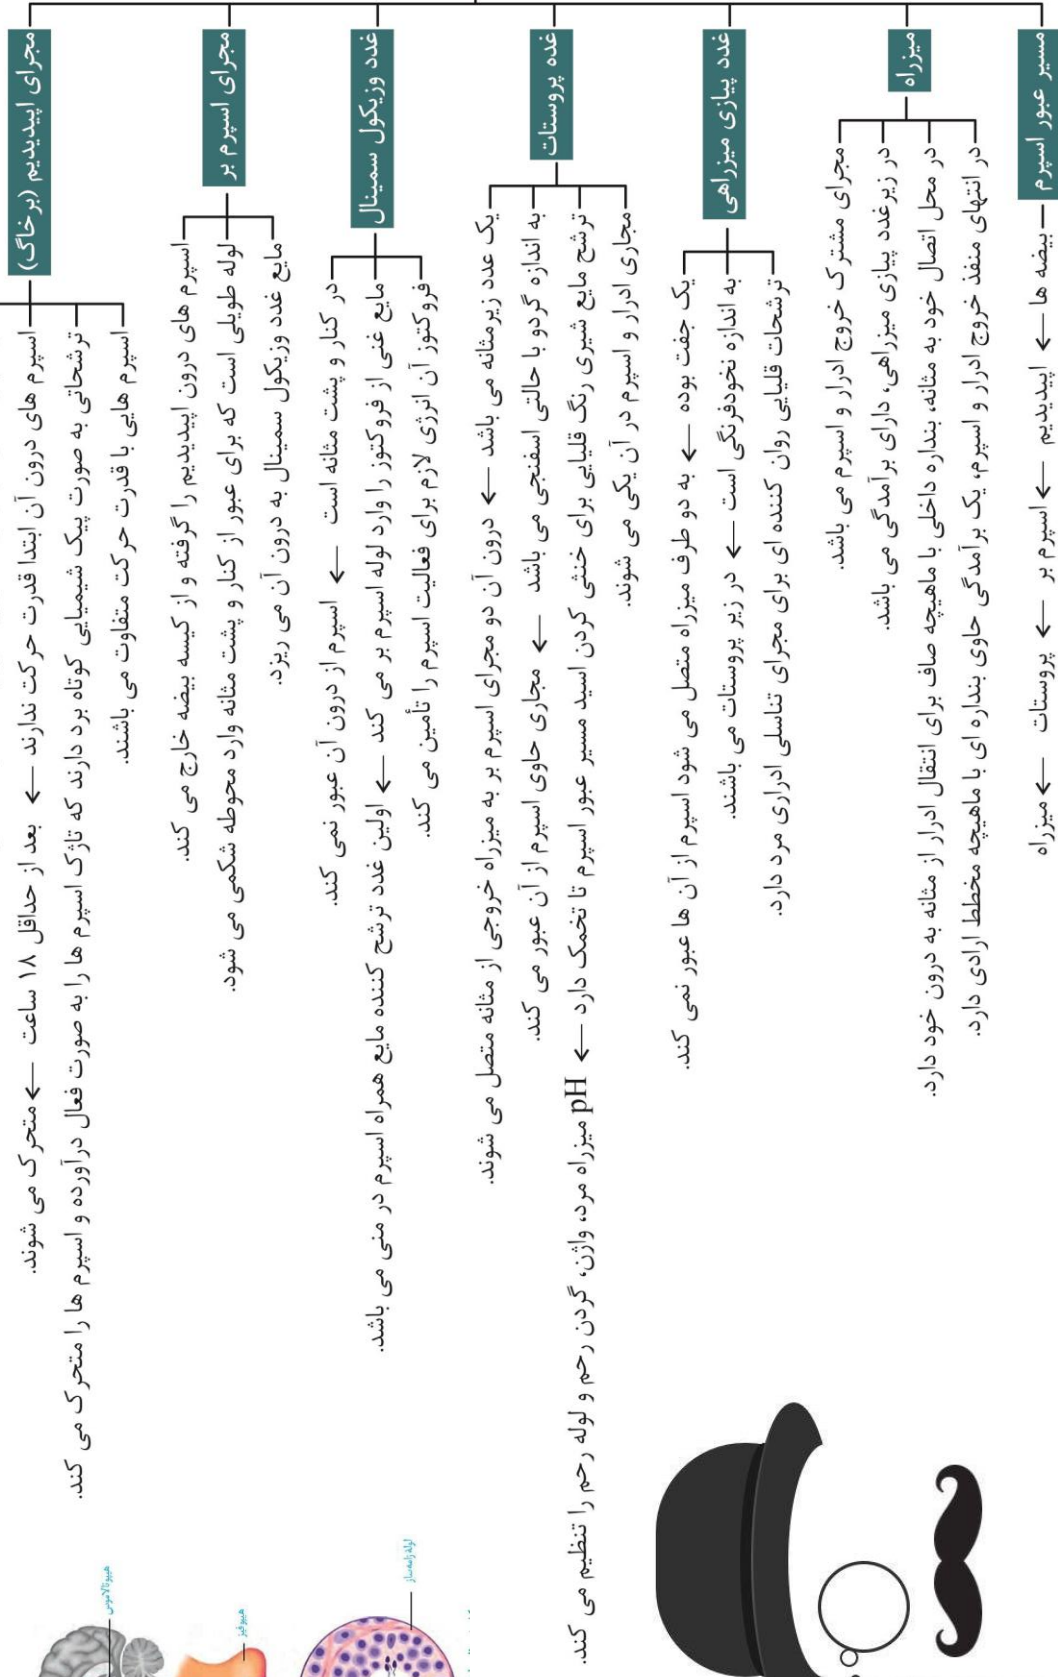 مجرای اپیدیدیم (برخاگ)
اسپرم های درون آن ابتدا قدرت حرکت ندارند ← بعد از حداقل ۱۸ ساعت ← متحرک می شوند.
ترشحاتی به صورت پیک شیمیایی کوتاه برد دارند که تاژک اسپرم ها را به صورت فعال درآورده و اسپرم ها را متحرک می کند.
اسپرم هایی با قدرت حرکت متفاوت می باشند.
مجرای اسپرم بر
اسپرم های درون اپیدیدیم را گرفته و از کیسه بیضه خارج می کند.
لوله طویلی است که برای عبور از کنار و پشت مثانه وارد محوطه شکمی می شود.
مایع غدد وزیکول سمینال به درون آن می ریزد.
غدد وزیکول سمینال
در کنار و پشت مثانه است ← اسپرم از درون آن عبور نمی کند.
مایع غنی از فروکتوز را وارد لوله اسپرم بر می کند ← اولین غدد ترشح کننده مایع همراه اسپرم در منی می باشد.
فروکتوز آن انرژی لازم برای فعالیت اسپرم را تأمین می کند.
غده پروستات
یک عدد زیرمثانه می باشد ← درون آن دو مجرای اسپرم بر به میزراه خروجی از مثانه متصل می شوند.
به اندازه گردو با حالتی اسفنجی می باشد ← مجاری حاوی اسپرم از آن عبور می کند.
ترشح مایع شیری رنگ قلیایی برای خنثی کردن اسید مسیر عبور اسپرم تا تخمک دارد ← pH میزراه مرد، واژن، گردن رحم و لوله رحم را تنظیم می کند.
مجاری ادرار و اسپرم در آن یکی می شوند.
غدد پیازی میزراهی
یک جفت بوده ← به دو طرف میزراه متصل می شود اسپرم از آن ها عبور نمی کند.
به اندازه نخودفرنگی است ← در زیر پروستات می باشند.
ترشحات قلیایی روان کننده ای برای مجرای تناسلی ادراری مرد دارد.
میزراه
مجرای مشترک خروج ادرار و اسپرم می باشد.
در زیرغدد پیازی میزراهی، دارای برآمدگی می باشد.
در محل اتصال خود به مثانه، بنداره داخلی با ماهیچه صاف برای انتقال ادرار از مثانه به درون خود دارد.
در انتهای منفذ خروج ادرار و اسپرم، یک برآمدگی حاوی بنداره ای با ماهیچه مخطط ارادی دارد.
مسیر عبور اسپرم – بیضه ها ← اپیدیدیم ← اسپرم بر ← پروستات ← میزراه
هیپوتالاموس
هیپوفیز
لوله زامه‌ساز